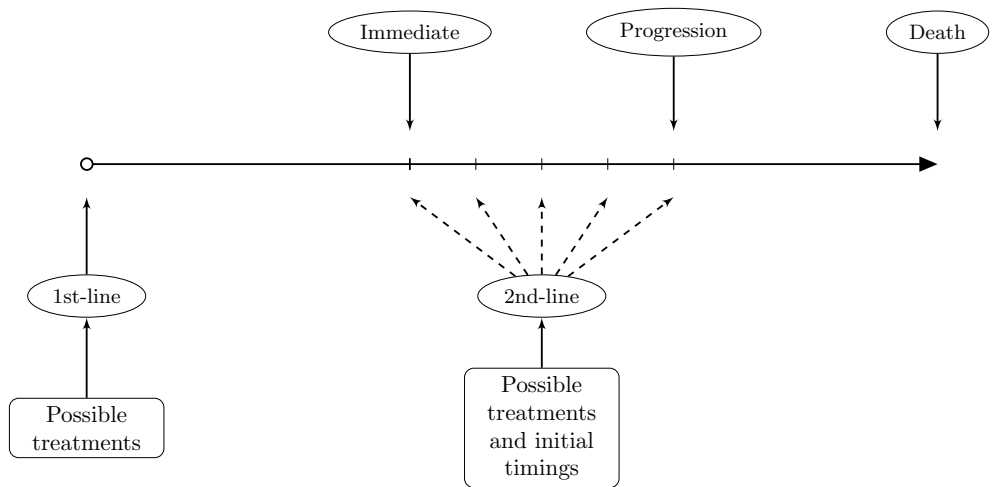 Immediate
Progression
Death
1st-line
2nd-line
Possible
treatments
Possible
treatments
and initial
timings